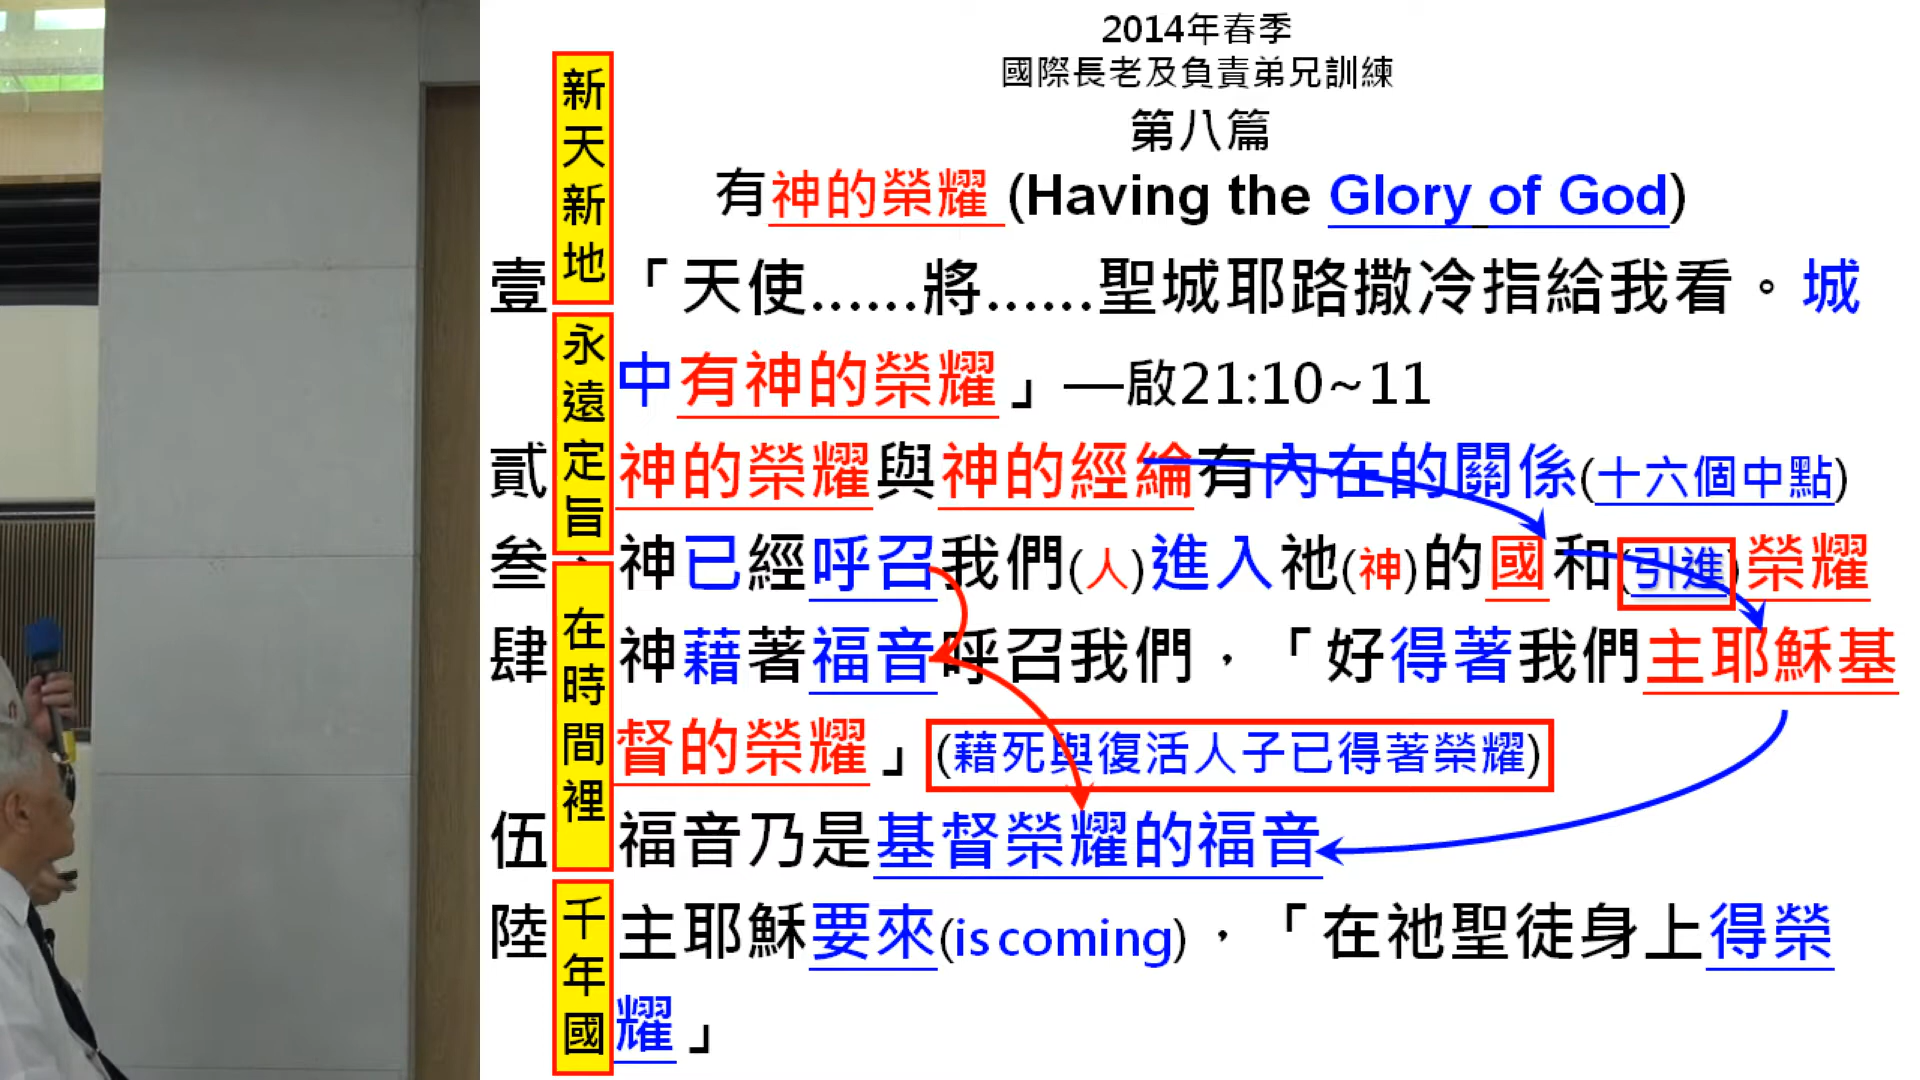 2014年春季
國際長老及負責弟兄訓練
第八篇
有神的榮耀 (Having the Glory of God)
壹 「天使……將……聖城耶路撒冷指給我看。城
中有神的榮耀」—啟21:10~11
貳 神的榮耀與神的經綸有內在的關係(十六個中點)
叁、神已經呼召我們(人)進入祂(神)的國和(引進)榮耀
肆 神藉著福音呼召我們，「好得著我們主耶穌基
督的榮耀」(藉死與復活人子已得著榮耀)
伍 福音乃是基督榮耀的福音
陸 主耶穌要來(is coming)，「在祂聖徒身上得榮
耀」
新天新地
永遠定旨
在時間裡
千年國